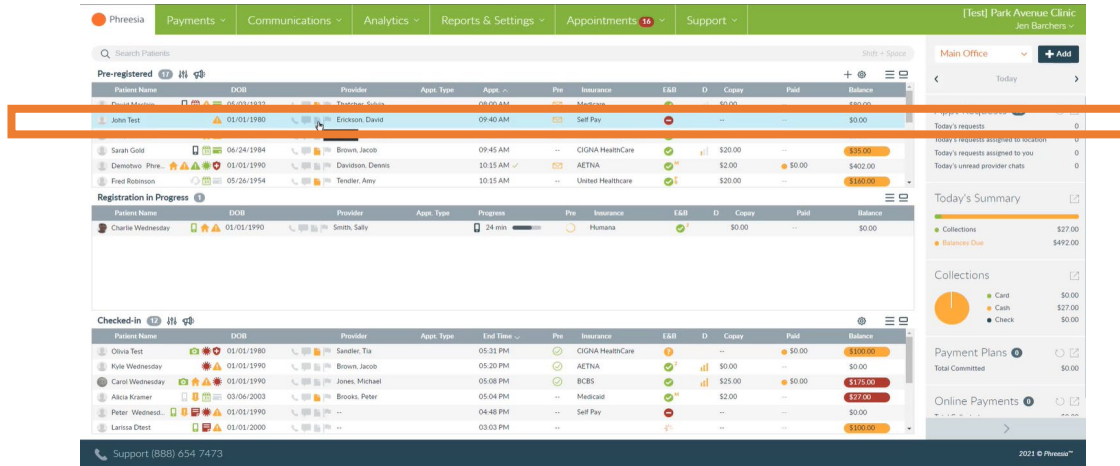 Phreesia Payments Communications Analytics Reports & Settings Appointments 16 Support [Test] Park Avenue Clinic
Jen Barchers
Search Patients Shift + Space
Main Office + Add
Pre-registered 17
Today
Patient Name DOB Provider Appt. Type Appt. Pre Insurance E&B D Copay Paid Balance
05/03/1932 Thatcher, Sylvia 08:00 AM Medicare $0.00 $80.00
John Test 01/01/1980 Erickson, David 09:40 AM Self Pay -- -- $0.00
Sarah Gold 06/24/1984 Brown, Jacob 09:45 AM -- CIGNA HealthCare $20.00 -- $35.00
Demotwo Phre... 01/01/1990 Davidson, Dennis 10:15 AM AETNA $2.00 $0.00 $402.00
Fred Robinson 05/26/1954 Tendler, Amy 10:15 AM -- United Healthcare $20.00 -- $160.00
Today's requests 0
Today's requests assigned to location 0
Today's requests assigned to you 0
Today's unread provider chats 0
Registration in Progress 1
Patient Name DOB Provider Appt. Type Progress Pre Insurance E&B D Copay Paid Balance
Charlie Wednesday 01/01/1990 Smith, Sally 24 min Humana $0.00 -- $0.00
Today's Summary
Collections $27.00
Balances Due $492.00
Collections
Card $0.00
Cash $27.00
Check $0.00
Checked-in 17
Patient Name DOB Provider Appt. Type End Time Pre Insurance E&B D Copay Paid Balance
Olivia Test 01/01/1980 Sandler, Tia 05:31 PM CIGNA HealthCare -- $0.00 $100.00
Kyle Wednesday 01/01/1990 Brown, Jacob 05:20 PM AETNA $0.00 -- $0.00
Carol Wednesday 01/01/1990 Jones, Michael 05:08 PM BCBS $25.00 $0.00 $175.00
Alicia Kramer 03/06/2003 Brooks, Peter 05:04 PM -- Medicaid $2.00 -- $27.00
Peter Wednesd... 01/01/1990 -- 04:48 PM -- Self Pay -- -- $0.00
Larissa Dtest 01/01/2000 -- 03:03 PM -- -- -- $100.00
Payment Plans 0
Total Committed $0.00
Online Payments 0
Support (888) 654 7473
2021 © Phreesia™